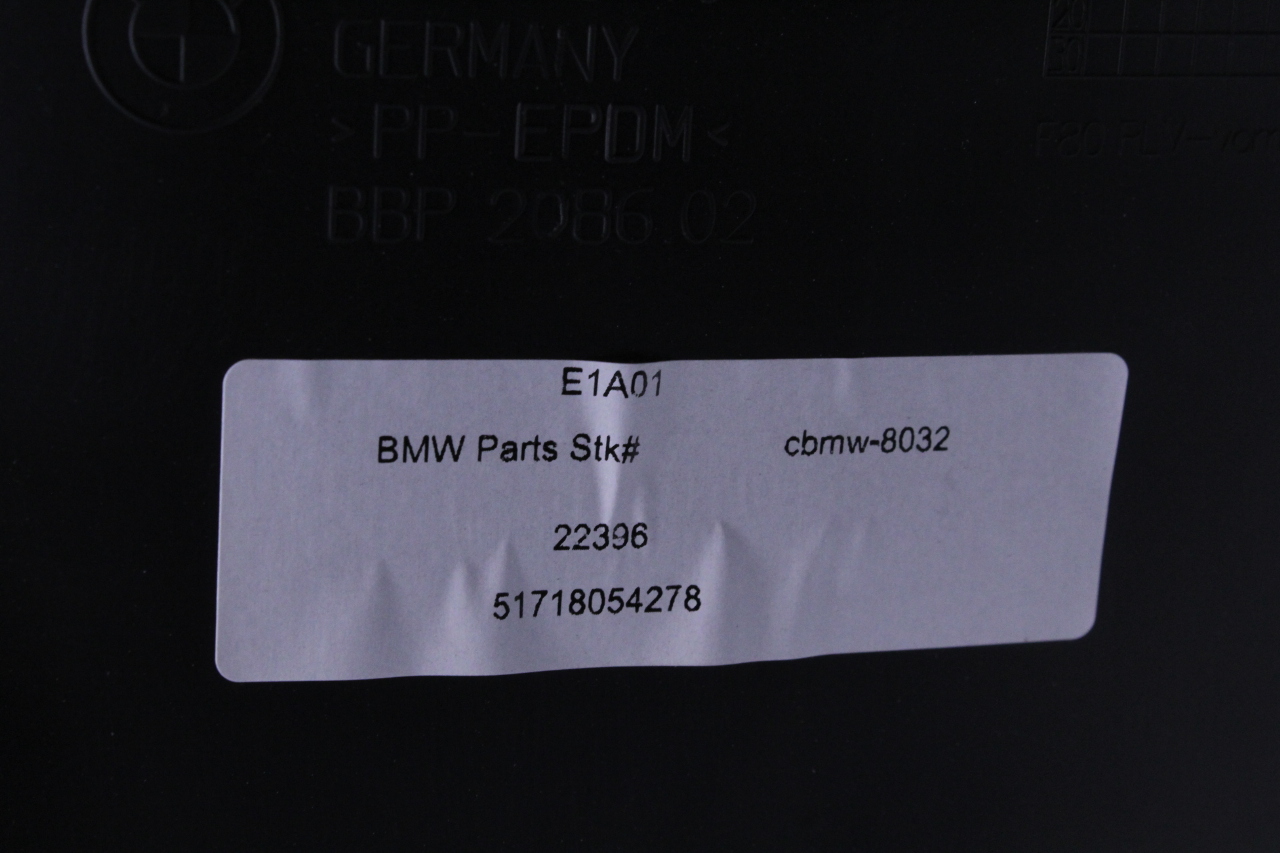 GERMANY
>PP-EPDM<
BBP 2086 02
E1A01
BMW Parts Stk# cbmw-8032
22396
51718054278